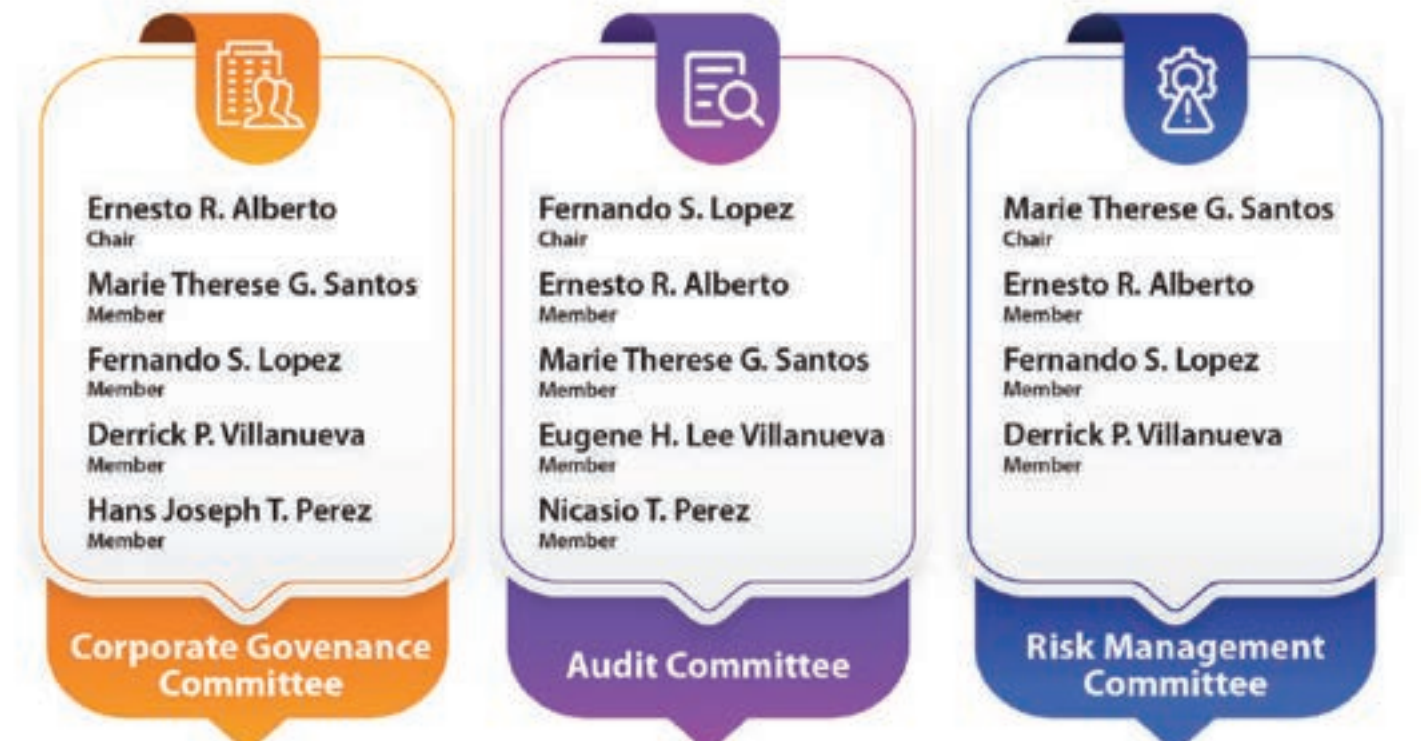 Ernesto R. Alberto
Chair
Marie Therese G. Santos
Member
Fernando S. Lopez
Member
Derrick P. Villanueva
Member
Hans Joseph T. Perez
Member
Corporate Govenance
Committee
Fernando S. Lopez
Chair
Ernesto R. Alberto
Member
Marie Therese G. Santos
Member
Eugene H. Lee Villanueva
Member
Nicasio T. Perez
Member
Audit Committee
Marie Therese G. Santos
Chair
Ernesto R. Alberto
Member
Fernando S. Lopez
Member
Derrick P. Villanueva
Member
Risk Management
Committee